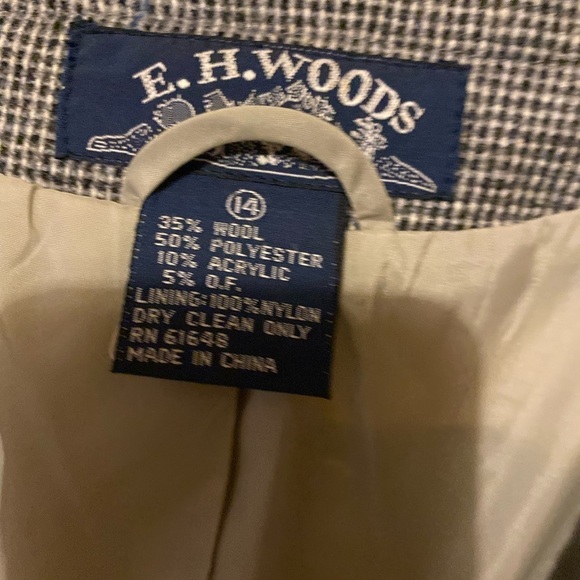 E.H.WOODS
14
35% WOOL
50% POLYESTER
10% ACRYLIC
5% O.F.
LINING:100%NYLON
DRY CLEAN ONLY
RN 61648
MADE IN CHINA